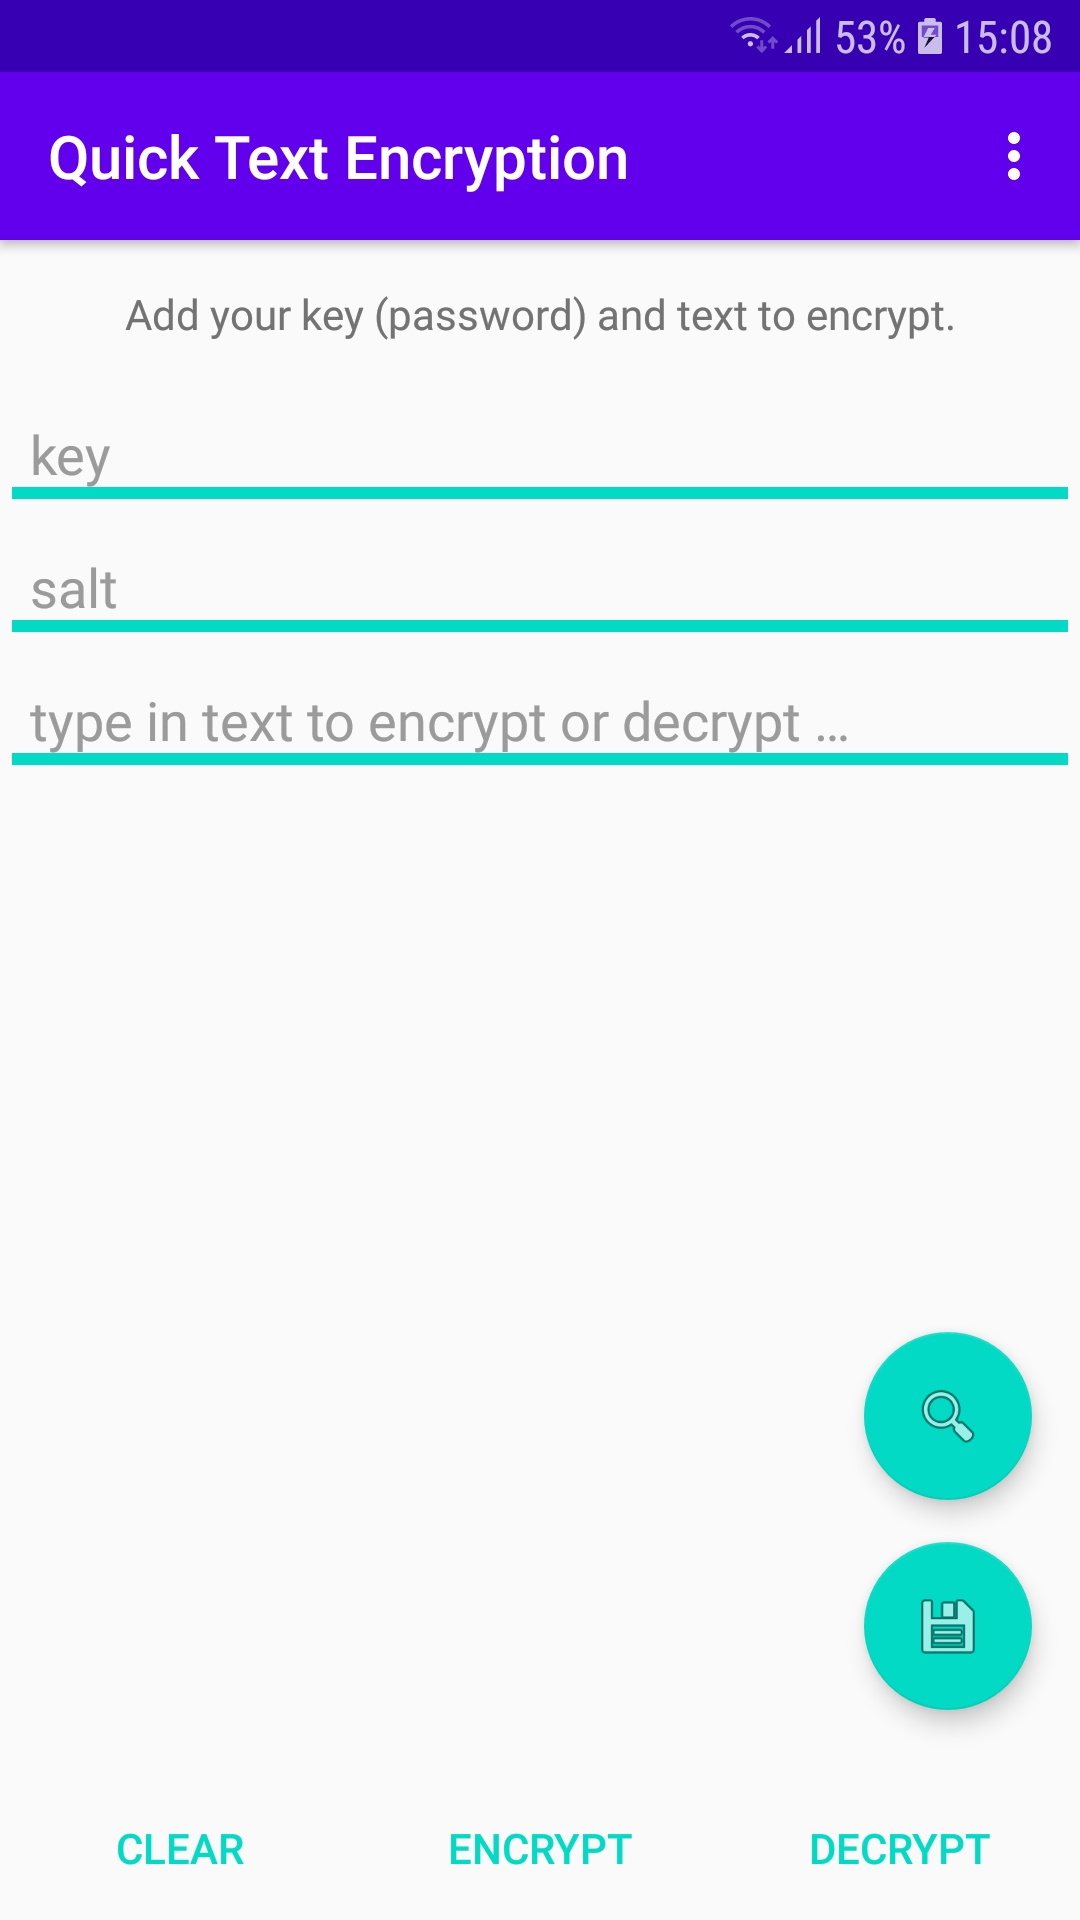 53% 15:08
Quick Text Encryption
Add your key (password) and text to encrypt.
key
salt
type in text to encrypt or decrypt ...
CLEAR ENCRYPT DECRYPT